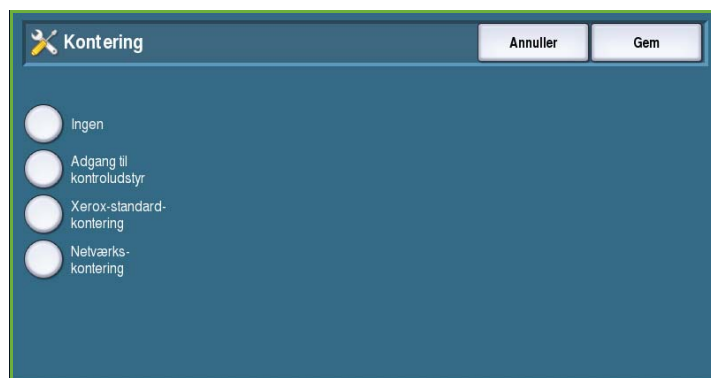 Kontering
Annuller
Gem
Ingen
Adgang til
kontroludstyr
Xerox-standard-
kontering
Netværks-
kontering